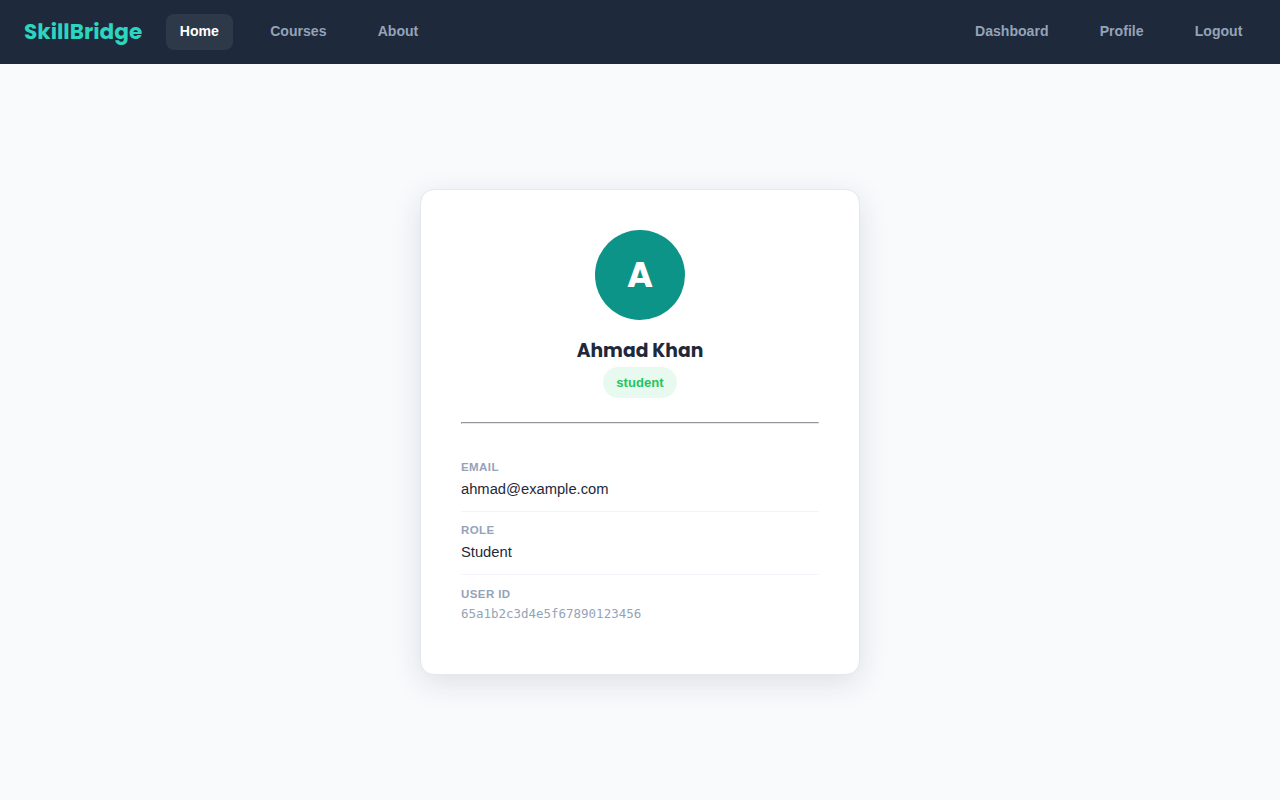 SkillBridge Home Courses About Dashboard Profile Logout
A
Ahmad Khan
student
EMAIL
ahmad@example.com
ROLE
Student
USER ID
65a1b2c3d4e5f67890123456